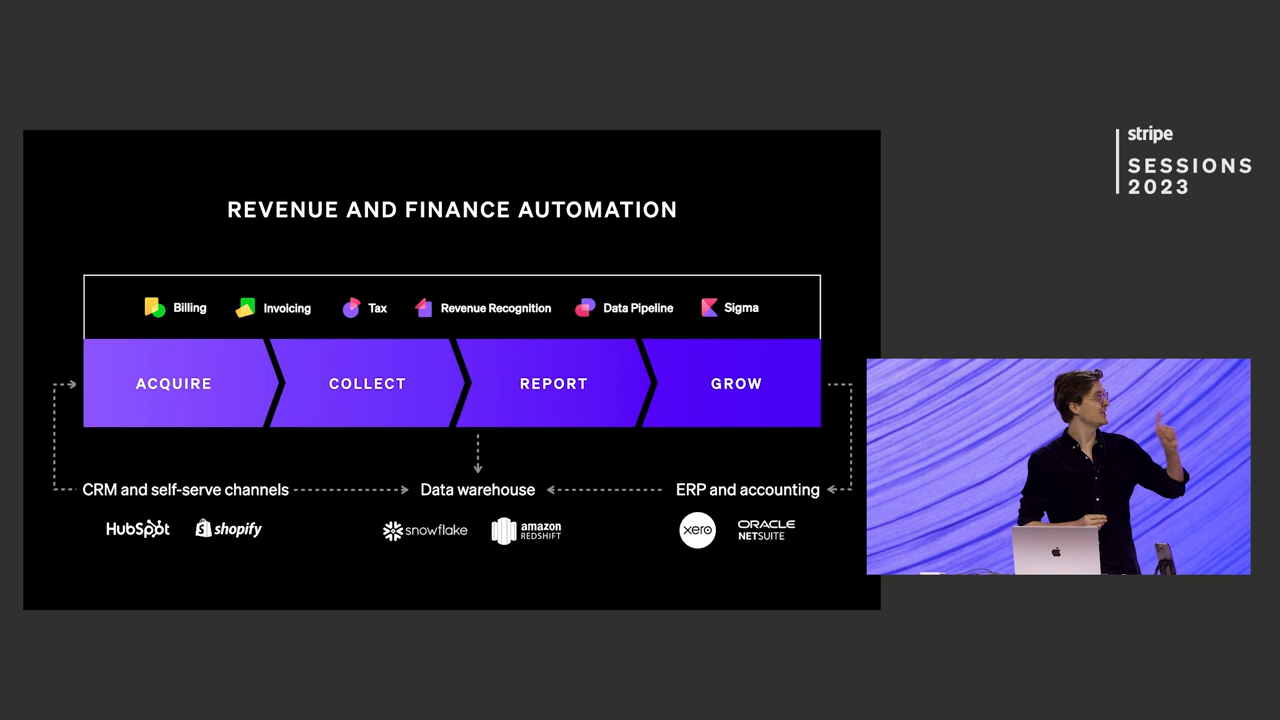 stripe
SESSIONS
2023
REVENUE AND FINANCE AUTOMATION
Billing Invoicing Tax Revenue Recognition Data Pipeline Sigma
ACQUIRE COLLECT REPORT GROW
CRM and self-serve channels Data warehouse ERP and accounting
HubSpot shopify snowflake amazon REDSHIFT xero ORACLE NETSUITE